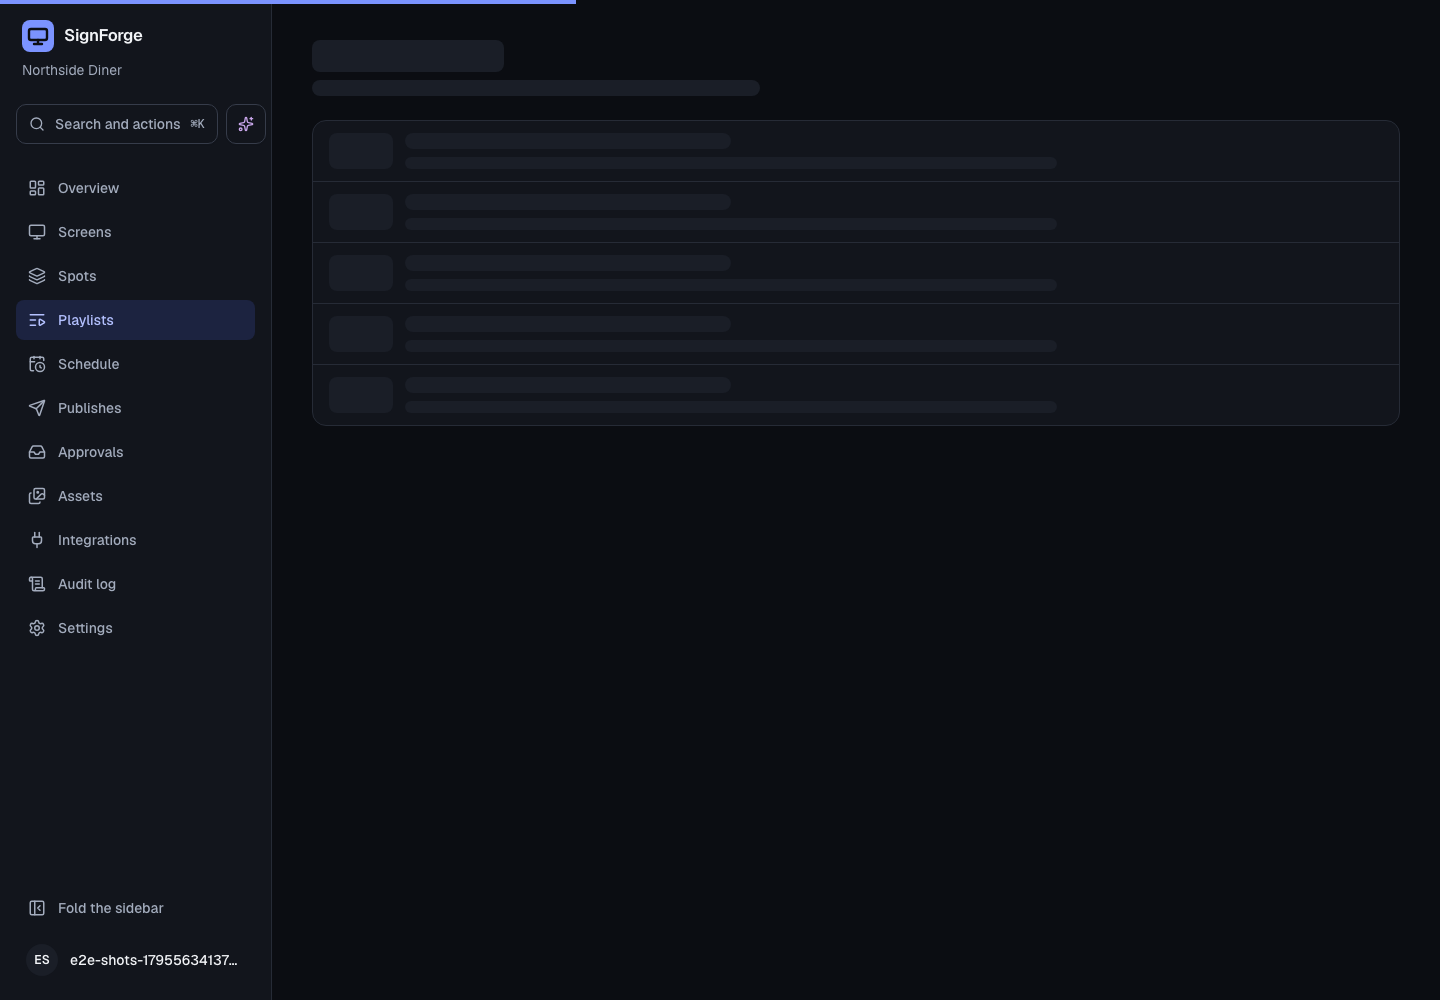 SignForge
Northside Diner
Search and actions ⌘K
Overview
Screens
Spots
Playlists
Schedule
Publishes
Approvals
Assets
Integrations
Audit log
Settings
Fold the sidebar
ES e2e-shots-17955634137...